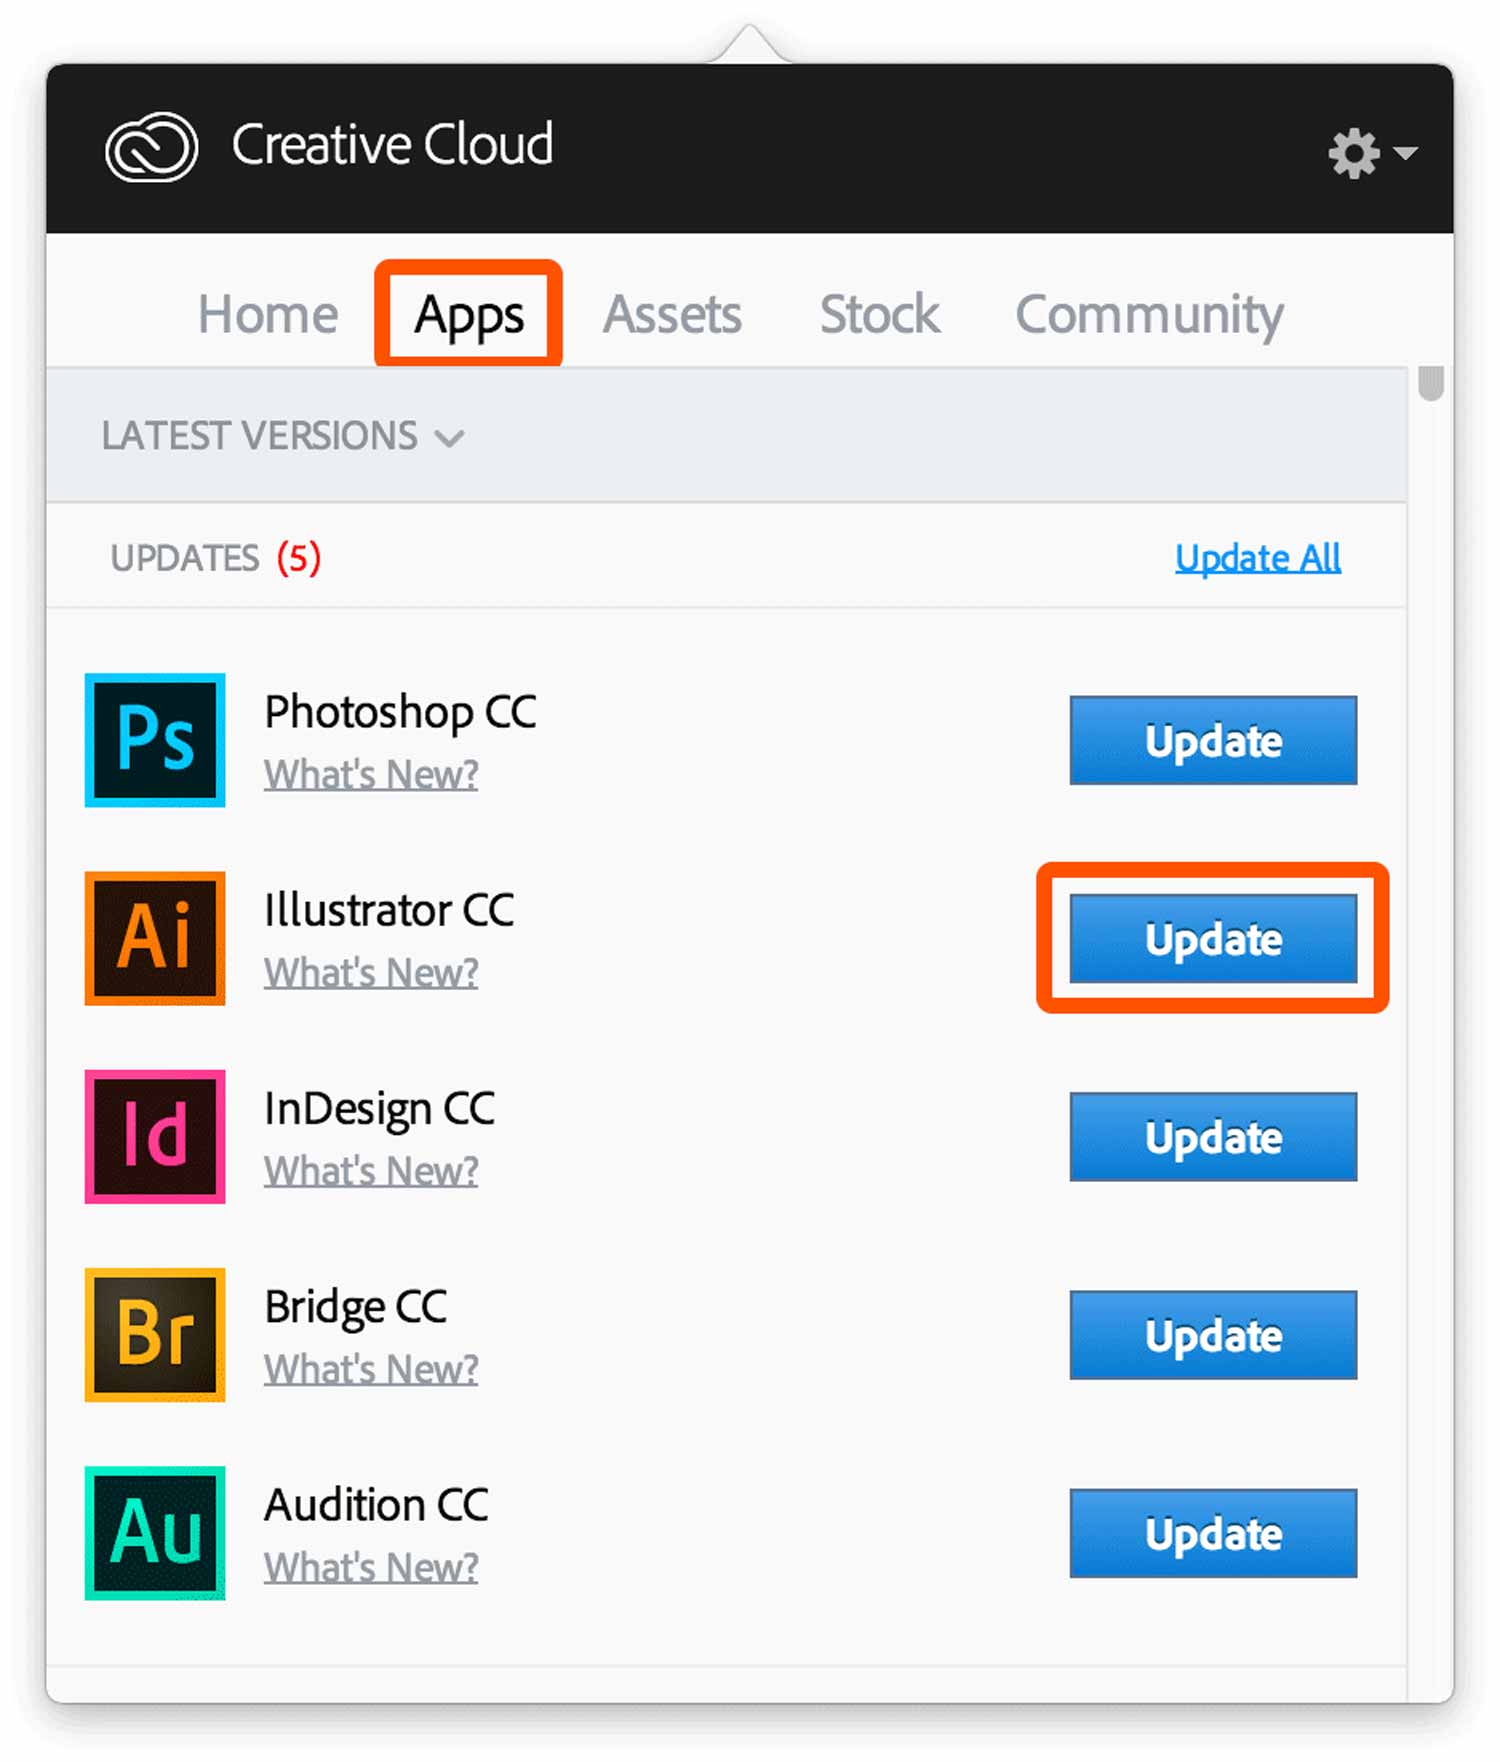 Creative Cloud
Home Apps Assets Stock Community
LATEST VERSIONS
UPDATES (5) Update All
Ps Photoshop CC Update
What's New?
Ai Illustrator CC Update
What's New?
Id InDesign CC Update
What's New?
Br Bridge CC Update
What's New?
Au Audition CC Update
What's New?